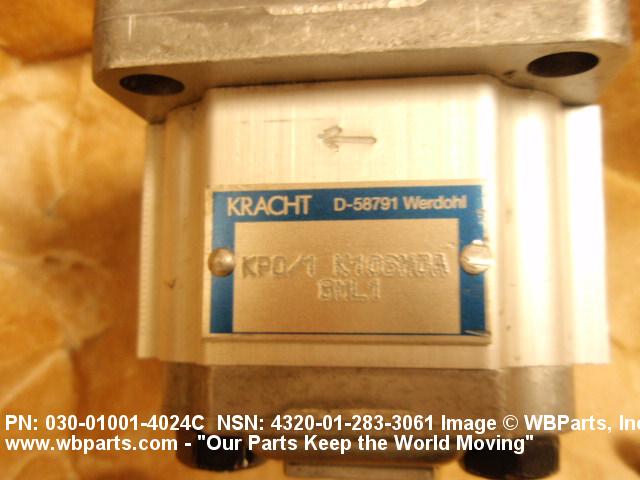 KRACHT D-58791 Werdohl
KP0/1
GML1
PN: 030-01001-4024C NSN: 4320-01-283-3061 Image © WBParts, Inc
www.wbparts.com - "Our Parts Keep the World Moving"